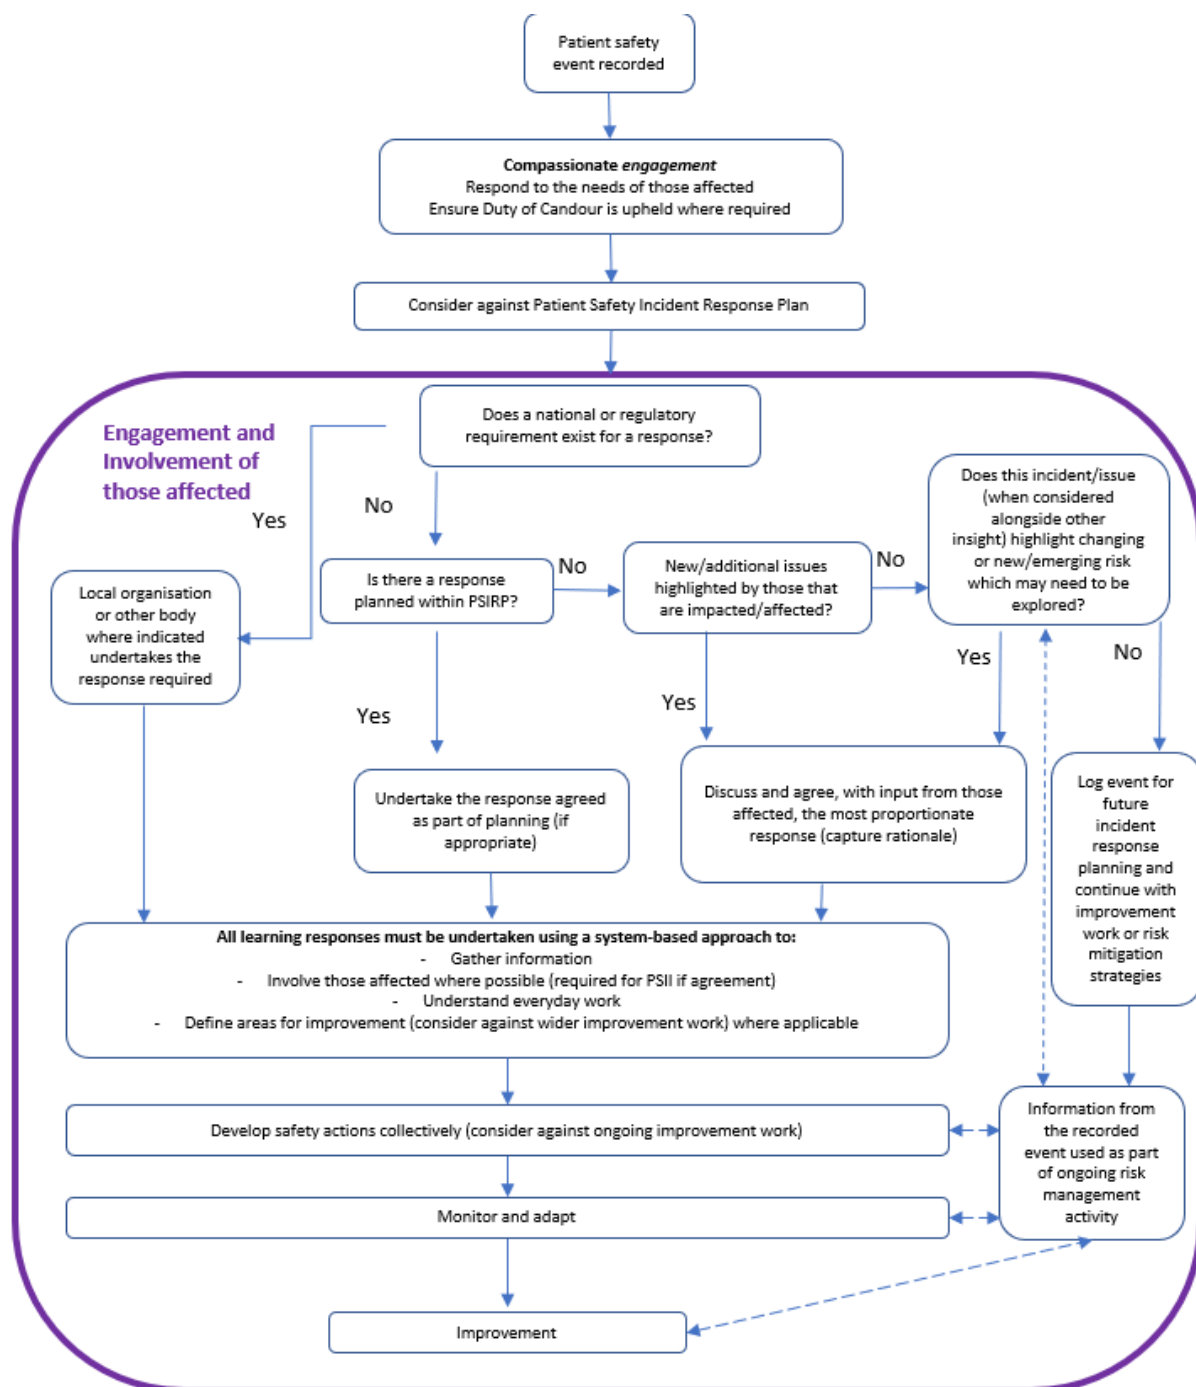 Patient safety
event recorded
Compassionate engagement
Respond to the needs of those affected
Ensure Duty of Candour is upheld where required
Consider against Patient Safety Incident Response Plan
Engagement and
Involvement of
those affected
Does a national or regulatory
requirement exist for a response?
Yes
No
Is there a response
planned within PSIRP?
No
New/additional issues
highlighted by those that
are impacted/affected?
No
Does this incident/issue
(when considered
alongside other
insight) highlight changing
or new/emerging risk
which may need to be
explored?
Local organisation
or other body
where indicated
undertakes the
response required
Yes
Yes
Yes
No
Undertake the response agreed
as part of planning (if
appropriate)
Discuss and agree, with input from those
affected, the most proportionate
response (capture rationale)
Log event for
future
incident
response
planning and
continue with
improvement
work or risk
mitigation
strategies
All learning responses must be undertaken using a system-based approach to:
- Gather information
- Involve those affected where possible (required for PSII if agreement)
- Understand everyday work
- Define areas for improvement (consider against wider improvement work) where applicable
Develop safety actions collectively (consider against ongoing improvement work)
Monitor and adapt
Improvement
Information from
the recorded
event used as part
of ongoing risk
management
activity